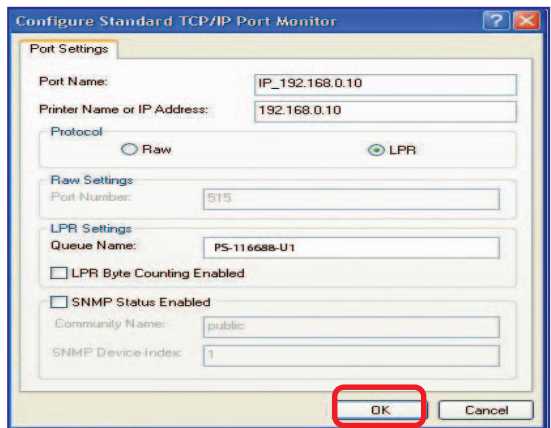 Configure Standard TCP/IP Port Monitor
Port Settings
Port Name: IP_192.168.0.10
Printer Name or IP Address: 192.168.0.10
Protocol
Raw LPR
Raw Settings
Port Number: 515
LPR Settings
Queue Name: PS-116688-U1
LPR Byte Counting Enabled
SNMP Status Enabled
Community Name: public
SNMP Device Index: 1
OK Cancel